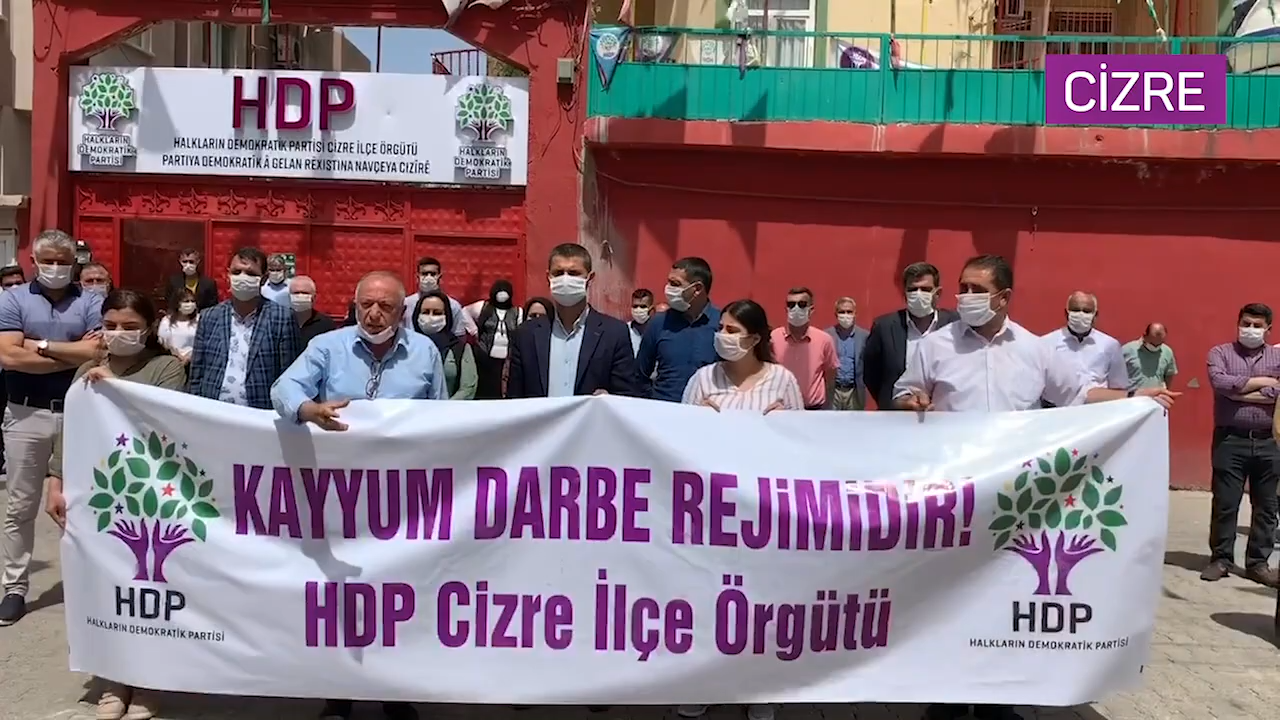 CİZRE
HDP
HALKLARIN DEMOKRATİK PARTİSİ CİZRE İLÇE ÖRGÜTÜ
PARTIYA DEMOKRATİK A GELAN REXISTINA NAVÇEYA CIZÎRÊ
HALKLARIN
DEMOKRATİK
PARTİSİ
HALKLARIN
DEMOKRATİK
PARTİSİ
KAYYUM DARBE REJİMİDİR!
HDP Cizre İlçe Örgütü
HDP
HALKLARIN DEMOKRATİK PARTİSİ
HDP
HALKLARIN DEMOKRATİK PARTİSİ